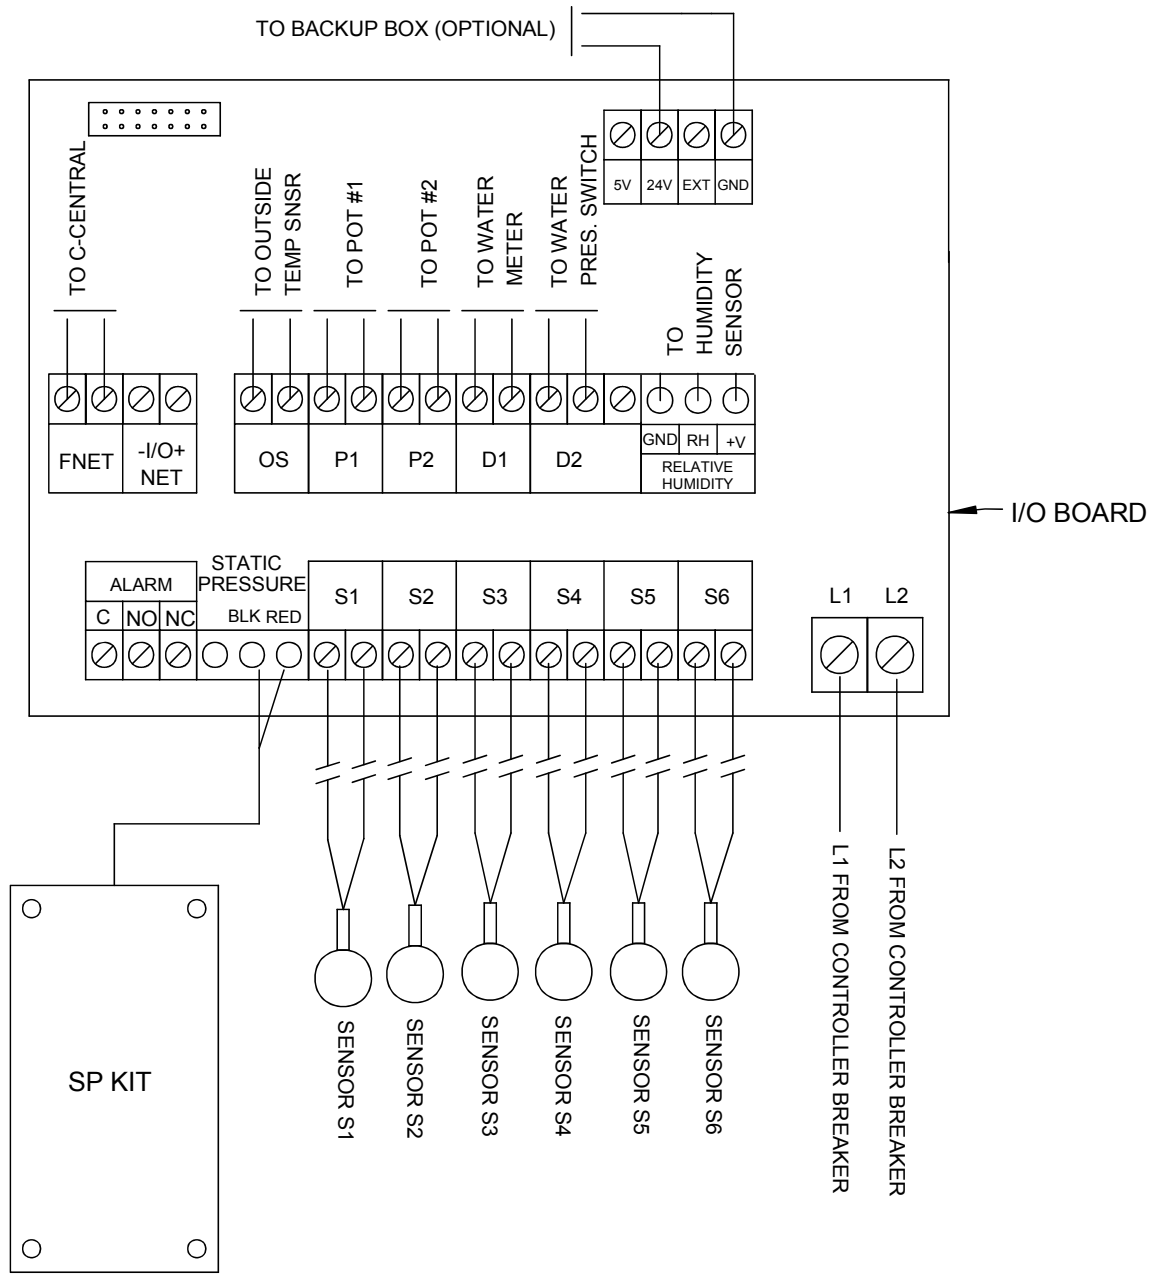 TO BACKUP BOX (OPTIONAL)
5V
24V
EXT
GND
TO C-CENTRAL
TO OUTSIDE
TEMP SNSR
TO POT #1
TO POT #2
TO WATER
METER
TO WATER
PRES. SWITCH
TO
HUMIDITY
SENSOR
FNET
-I/O+
NET
OS
P1
P2
D1
D2
GND
RH
+V
RELATIVE
HUMIDITY
I/O BOARD
ALARM
C
NO
NC
STATIC
PRESSURE
BLK RED
S1
S2
S3
S4
S5
S6
L1
L2
SP KIT
SENSOR S1
SENSOR S2
SENSOR S3
SENSOR S4
SENSOR S5
SENSOR S6
L1 FROM CONTROLLER BREAKER
L2 FROM CONTROLLER BREAKER